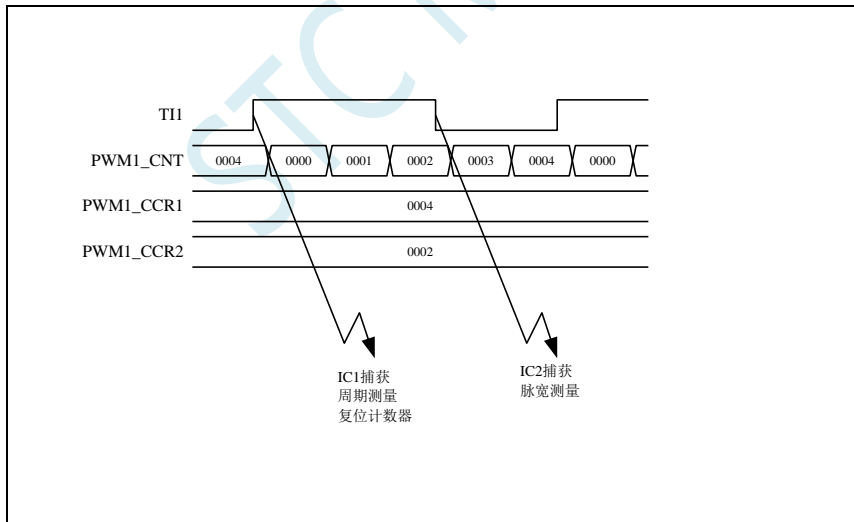 STC M
TI1
PWM1_CNT 0004 0000 0001 0002 0003 0004 0000
PWM1_CCR1 0004
PWM1_CCR2 0002
IC1捕获
周期测量
复位计数器
IC2捕获
脉宽测量